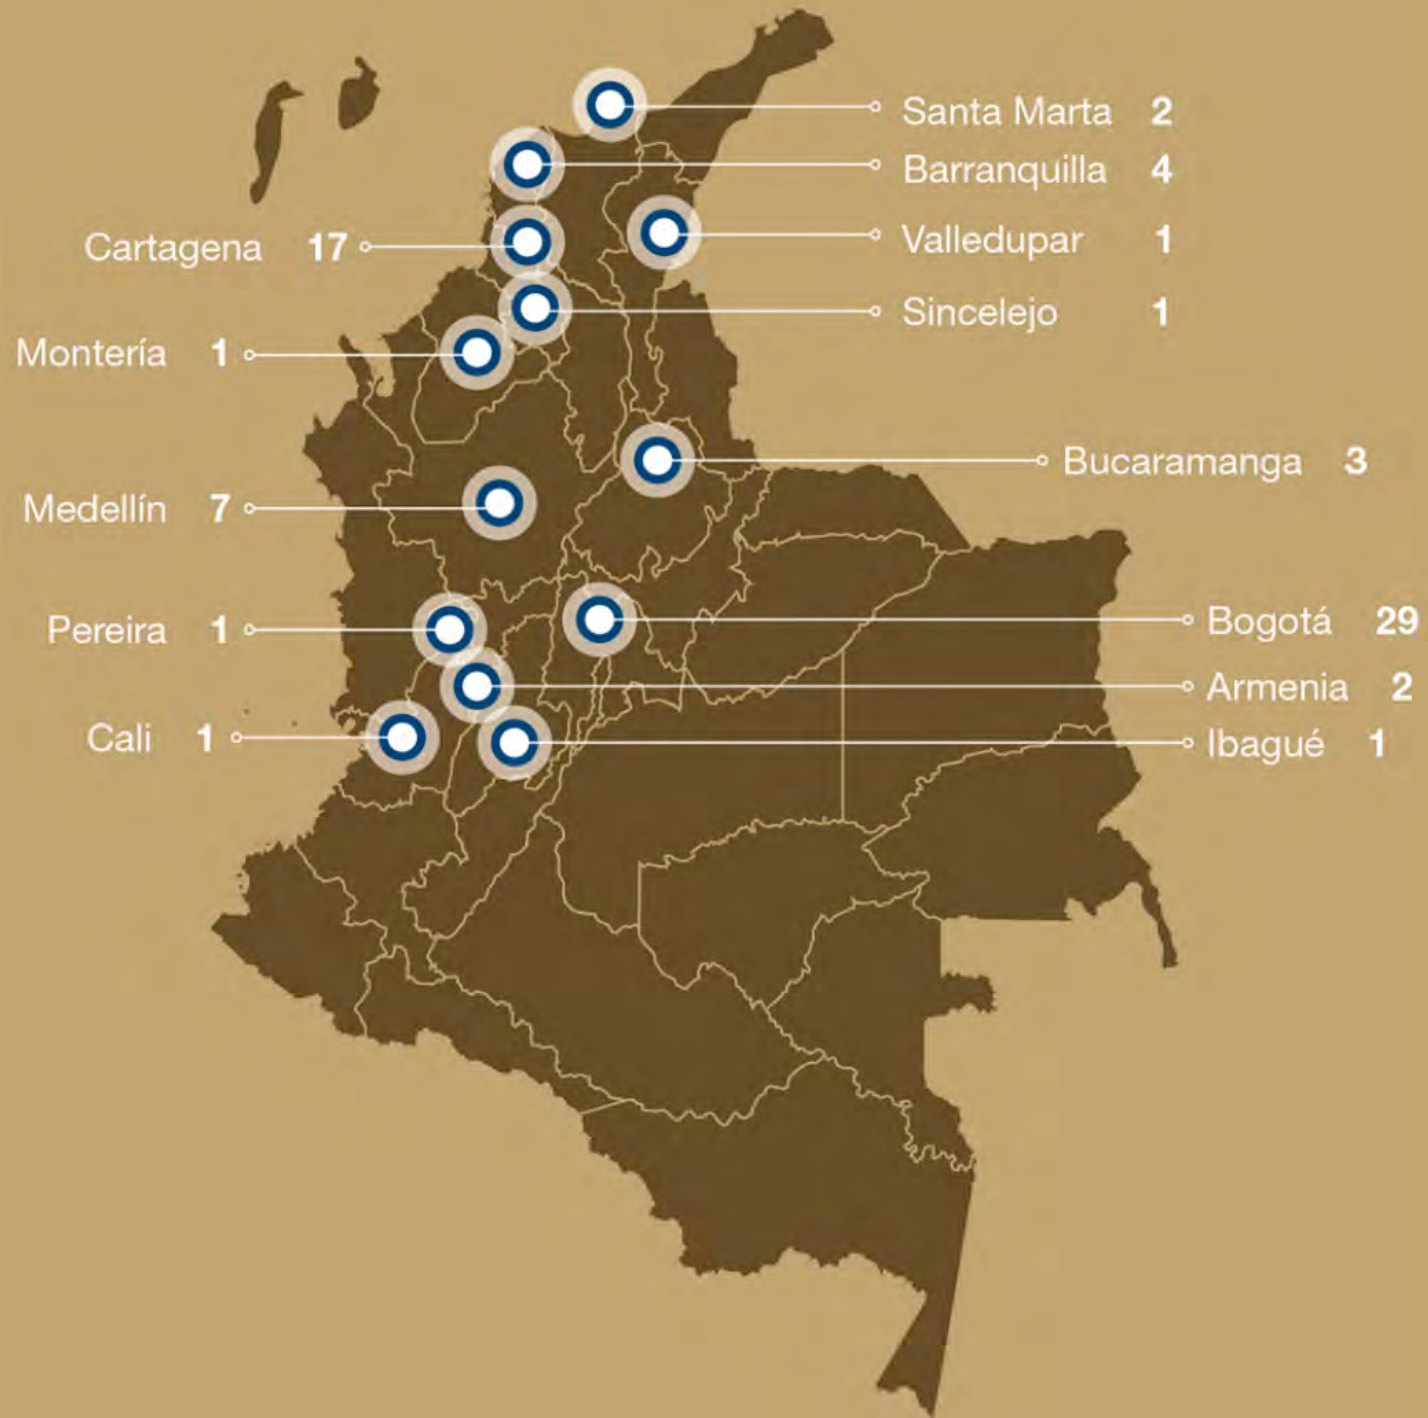 Santa Marta 2
Barranquilla 4
Cartagena 17
Valledupar 1
Sincelejo 1
Montería 1
Bucaramanga 3
Medellín 7
Bogotá 29
Pereira 1
Armenia 2
Cali 1
Ibagué 1